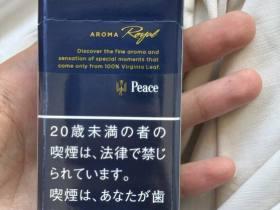 AROMA Royal
Discover the fine aroma and
sensation of special moments that
come only from 100% Virginia Leaf.
Peace
20歳未満の者の
喫煙は、法律で禁じ
られています。
喫煙は、あなたが歯